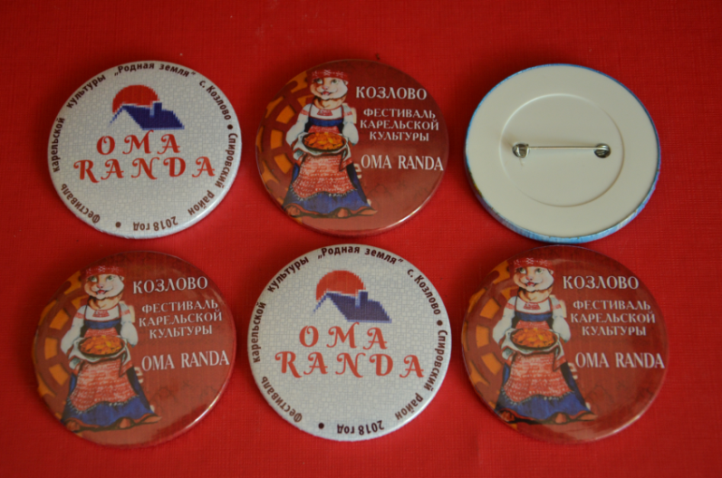 Фестиваль карельской культуры „Родная земля" с. Козлово • Спировский район 2018 год •
OMA
RANDA
КОЗЛОВО
ФЕСТИВАЛЬ
КАРЕЛЬСКОЙ
КУЛЬТУРЫ
OMA RANDA
КОЗЛОВО
ФЕСТИВАЛЬ
КАРЕЛЬСКОЙ
КУЛЬТУРЫ
OMA RANDA
Фестиваль карельской культуры „Родная земля" с. Козлово • Спировский район 2018 год •
OMA
RANDA
КОЗЛОВО
ФЕСТИВАЛЬ
КАРЕЛЬСКОЙ
КУЛЬТУРЫ
OMA RANDA